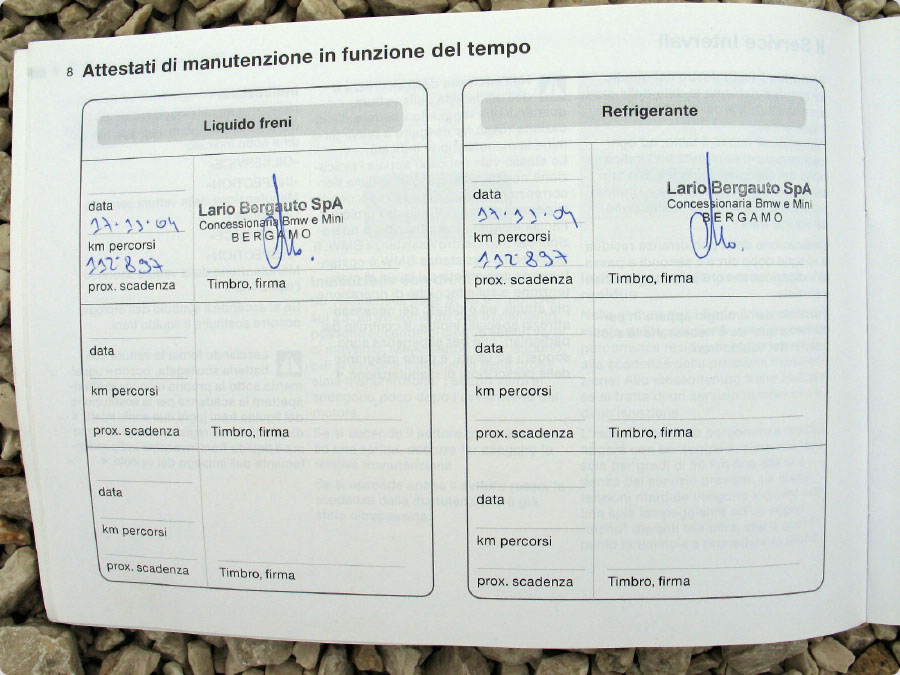 8 Attestati di manutenzione in funzione del tempo
Liquido freni
data
17.11.04
km percorsi
112.897
prox. scadenza
Lario Bergauto SpA
Concessionaria Bmw e Mini
BERGAMO
Timbro, firma
data
km percorsi
prox. scadenza
Timbro, firma
data
km percorsi
prox. scadenza
Timbro, firma
Refrigerante
data
17.11.04
km percorsi
112.897
prox. scadenza
Lario Bergauto SpA
Concessionaria Bmw e Mini
BERGAMO
Timbro, firma
data
km percorsi
prox. scadenza
Timbro, firma
data
km percorsi
prox. scadenza
Timbro, firma